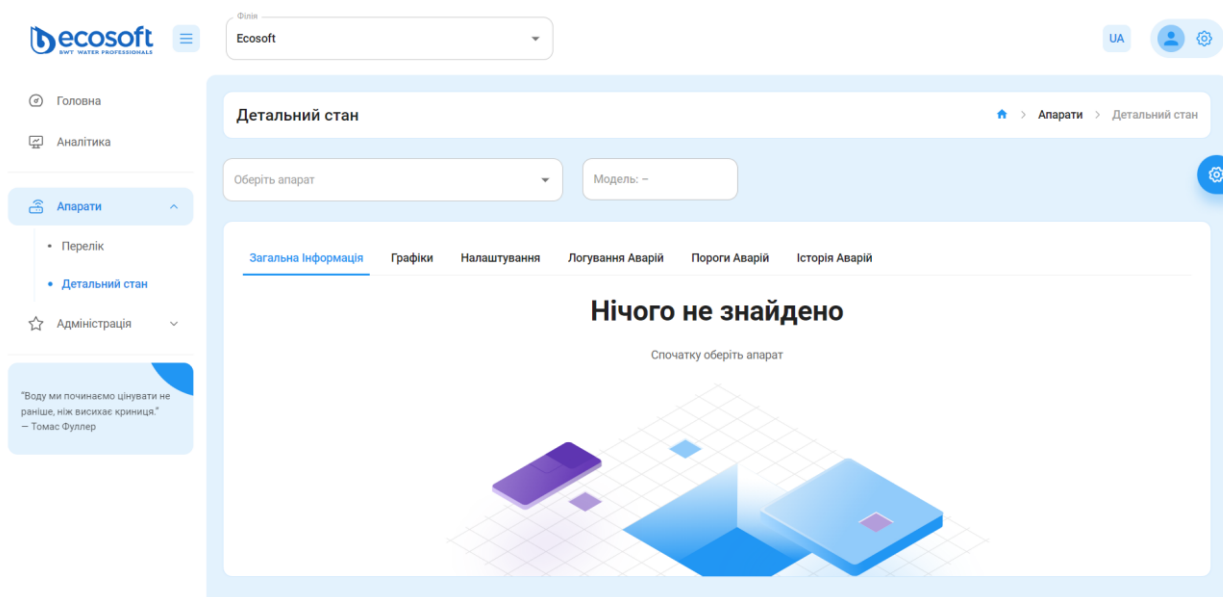 ecosoft
BWT WATER PROFESSIONALS
Філія
Ecosoft
UA
Головна
Аналітика
Апарати
Перелік
Детальний стан
Адміністрація
"Воду ми починаємо цінувати не
раніше, ніж висихає криниця."
— Томас Фуллер
Детальний стан
Апарати > Детальний стан
Оберіть апарат
Модель: –
Загальна Інформація Графіки Налаштування Логування Аварій Пороги Аварій Історія Аварій
Нічого не знайдено
Спочатку оберіть апарат